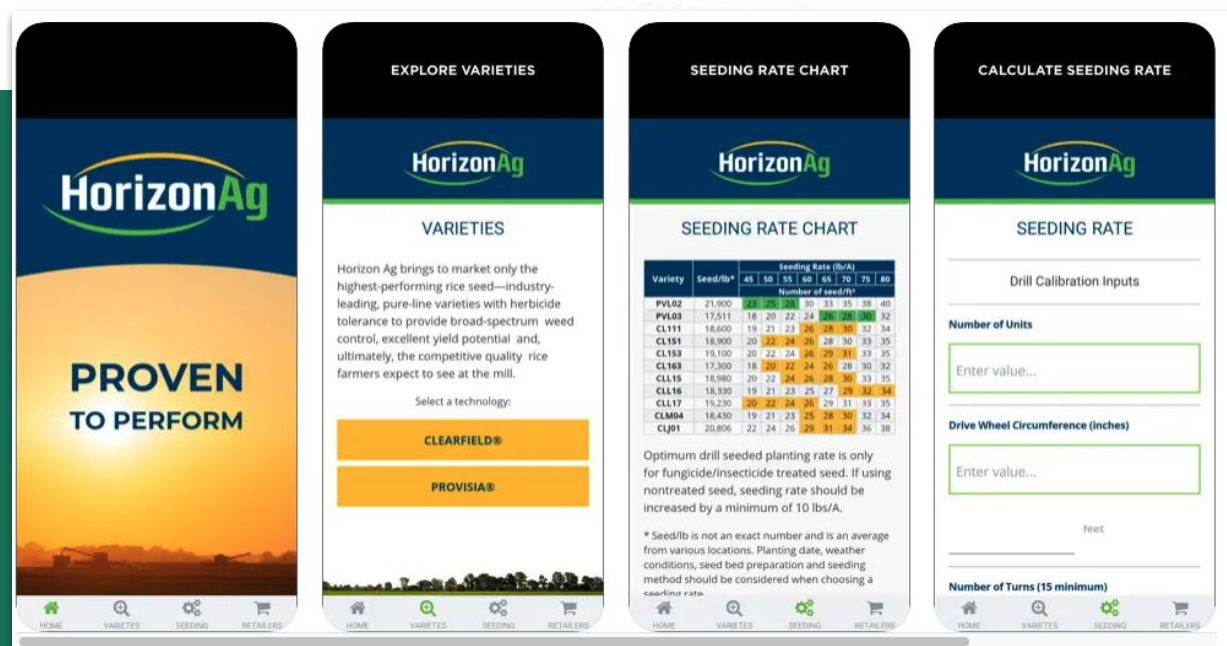 HorizonAg
PROVEN
TO PERFORM
HOME VARIETES SEEDING RETAILERS
EXPLORE VARIETIES
HorizonAg
VARIETIES
Horizon Ag brings to market only the
highest-performing rice seed—industry-
leading, pure-line varieties with herbicide
tolerance to provide broad-spectrum weed
control, excellent yield potential and,
ultimately, the competitive quality rice
farmers expect to see at the mill.
Select a technology:
CLEARFIELD®
PROVISIA®
HOME VARIETES SEEDING RETAILERS
SEEDING RATE CHART
HorizonAg
SEEDING RATE CHART
Seeding Rate (lb/A)
Variety Seed/lb* 45 50 55 60 65 70 75 80
Number of seed/ft²
PVL02 21,900 23 25 28 30 33 35 38 40
PVL03 17,511 18 20 22 24 26 28 30 32
CL111 18,600 19 21 23 26 28 30 32 34
CL151 18,900 20 22 24 26 28 30 33 35
CL153 19,100 20 22 24 26 29 31 33 35
CL163 17,300 18 20 22 24 26 28 30 32
CLL15 18,980 20 22 24 26 28 30 33 35
CLL16 18,330 19 21 23 25 27 29 32 34
CLL17 19,230 20 22 24 26 29 31 33 35
CLM04 18,430 19 21 23 25 28 30 32 34
CLJ01 20,806 22 24 26 29 31 34 36 38
Optimum drill seeded planting rate is only
for fungicide/insecticide treated seed. If using
nontreated seed, seeding rate should be
increased by a minimum of 10 lbs/A.
* Seed/lb is not an exact number and is an average
from various locations. Planting date, weather
conditions, seed bed preparation and seeding
method should be considered when choosing a
seeding rate
HOME VARIETES SEEDING RETAILERS
CALCULATE SEEDING RATE
HorizonAg
SEEDING RATE
Drill Calibration Inputs
Number of Units
Enter value...
Drive Wheel Circumference (inches)
Enter value...
feet
Number of Turns (15 minimum)
HOME VARIETES SEEDING RETAILERS